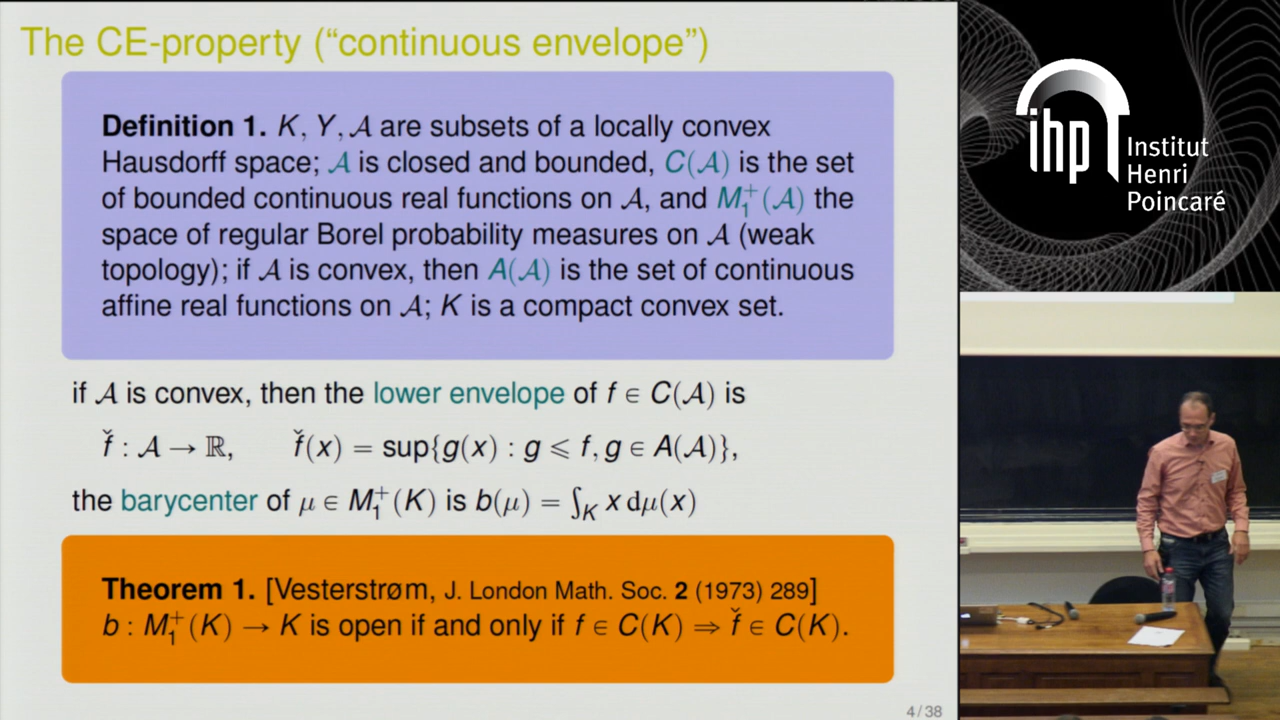 The CE-property (“continuous envelope”)
Definition 1. K, Y, 𝒜 are subsets of a locally convex
Hausdorff space; 𝒜 is closed and bounded, C(𝒜) is the set
of bounded continuous real functions on 𝒜, and M₁⁺(𝒜) the
space of regular Borel probability measures on 𝒜 (weak
topology); if 𝒜 is convex, then A(𝒜) is the set of continuous
affine real functions on 𝒜; K is a compact convex set.
if 𝒜 is convex, then the lower envelope of f ∈ C(𝒜) is
f̌ : 𝒜 → ℝ, f̌(x) = sup{g(x) : g ⩽ f, g ∈ A(𝒜)},
the barycenter of μ ∈ M₁⁺(K) is b(μ) = ∫_K x dμ(x)
Theorem 1. [Vesterstrøm, J. London Math. Soc. 2 (1973) 289]
b : M₁⁺(K) → K is open if and only if f ∈ C(K) ⇒ f̌ ∈ C(K).
4 / 38
ihp
Institut
Henri
Poincaré